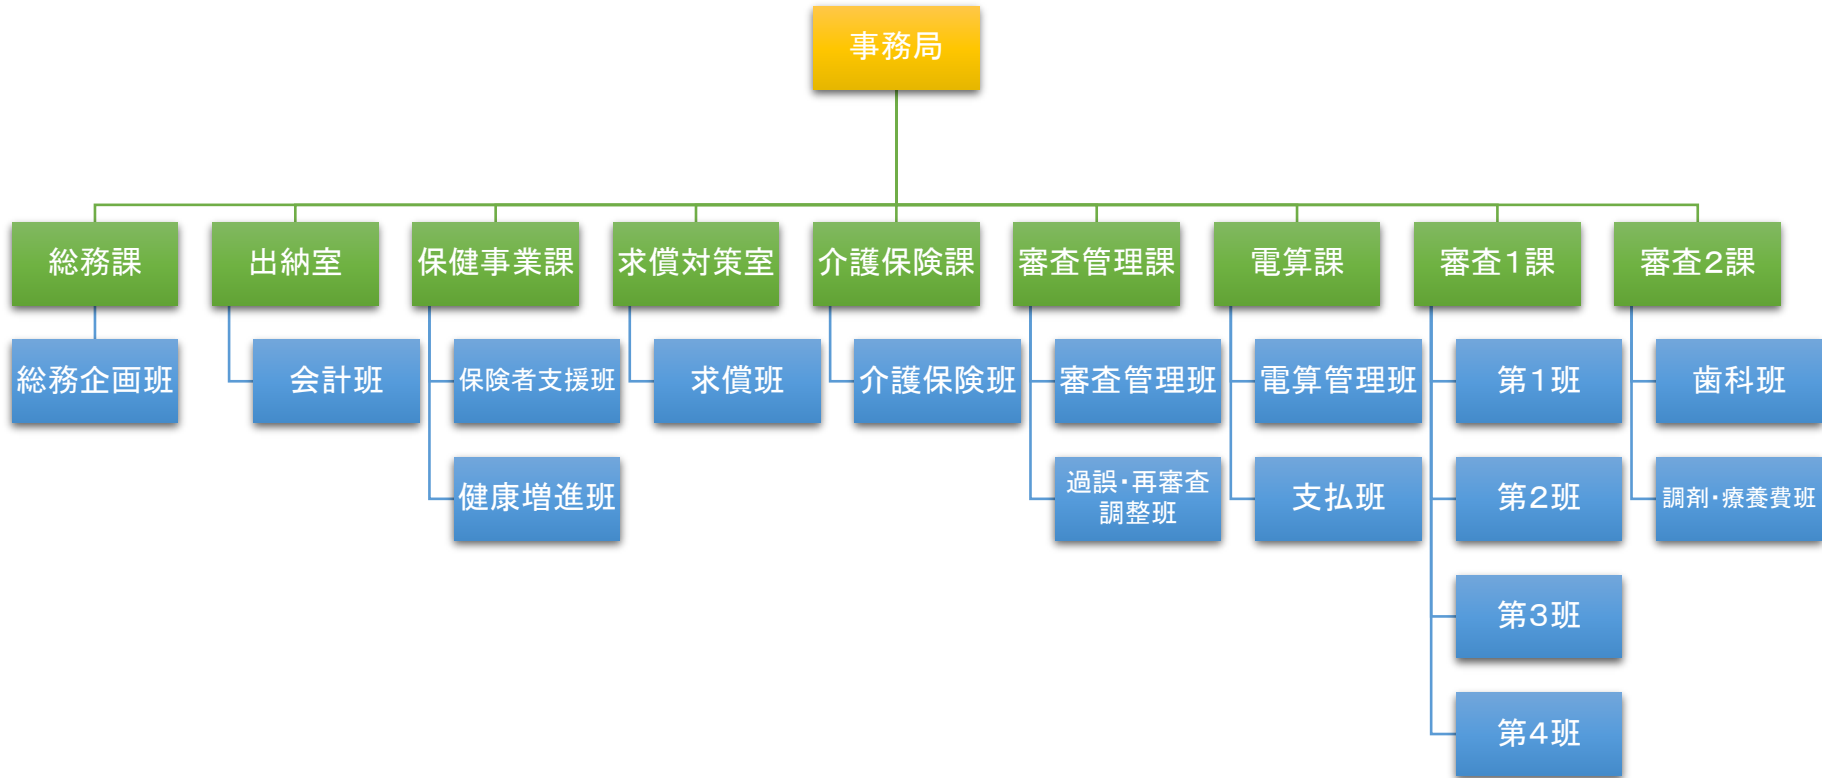 事務局
総務課
出納室
保健事業課
求償対策室
介護保険課
審査管理課
電算課
審査1課
審査2課
総務企画班
会計班
保険者支援班
求償班
介護保険班
審査管理班
電算管理班
第1班
歯科班
健康増進班
過誤・再審査
調整班
支払班
第2班
調剤・療養費班
第3班
第4班